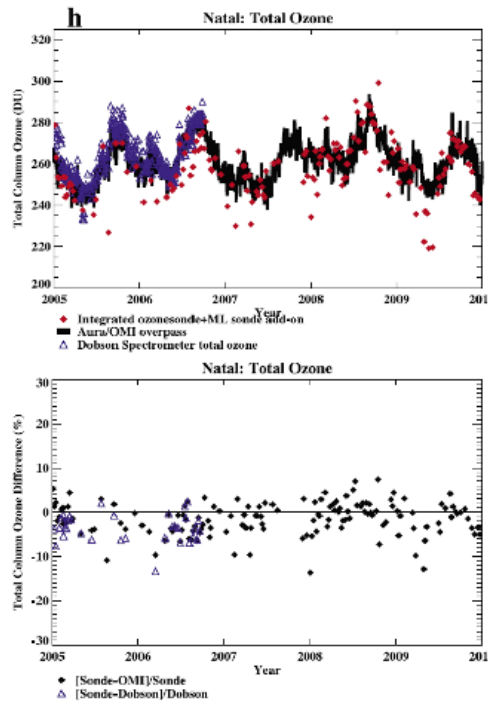 h
Natal: Total Ozone
Total Column Ozone (DU)
320
300
280
260
240
220
200
2005 2006 2007 2008 2009 201
Year
Integrated ozonesonde+ML sonde add-on
Aura/OMI overpass
Dobson Spectrometer total ozone
Natal: Total Ozone
Total Column Ozone Difference (%)
30
20
10
0
-10
-20
-30
2005 2006 2007 2008 2009 201
Year
[Sonde-OMI]/Sonde
[Sonde-Dobson]/Dobson